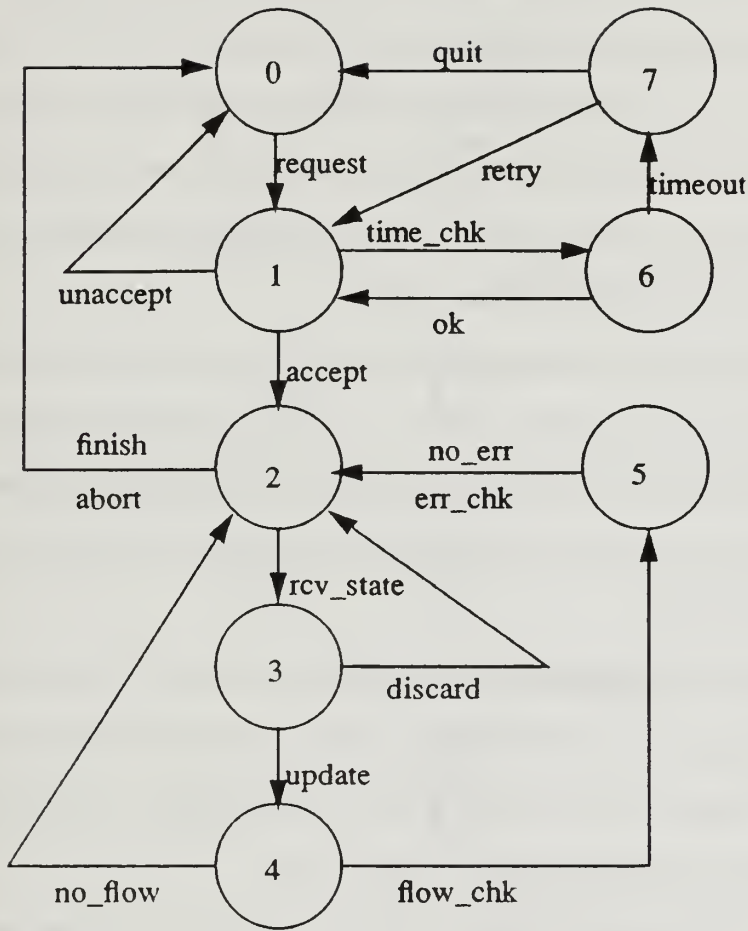 0
quit
7
request
retry
timeout
1
time_chk
6
unaccept
ok
accept
finish
abort
2
no_err
err_chk
5
rcv_state
3
discard
update
4
no_flow
flow_chk